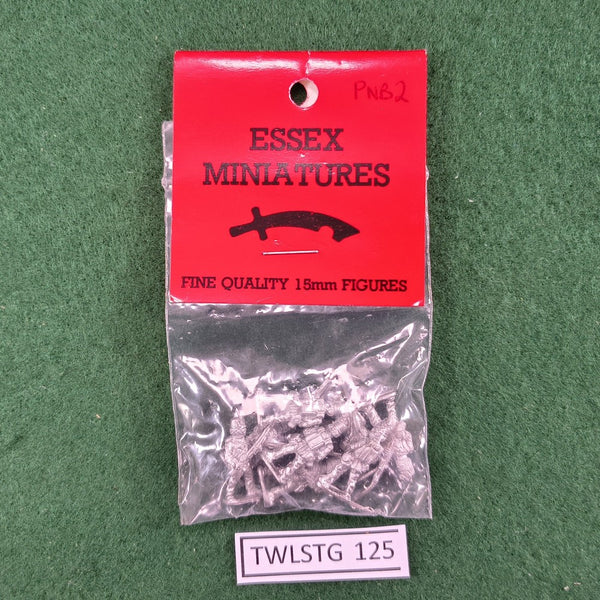 PNB2
ESSEX
MINIATURES
FINE QUALITY 15mm FIGURES
TWLSTG 125